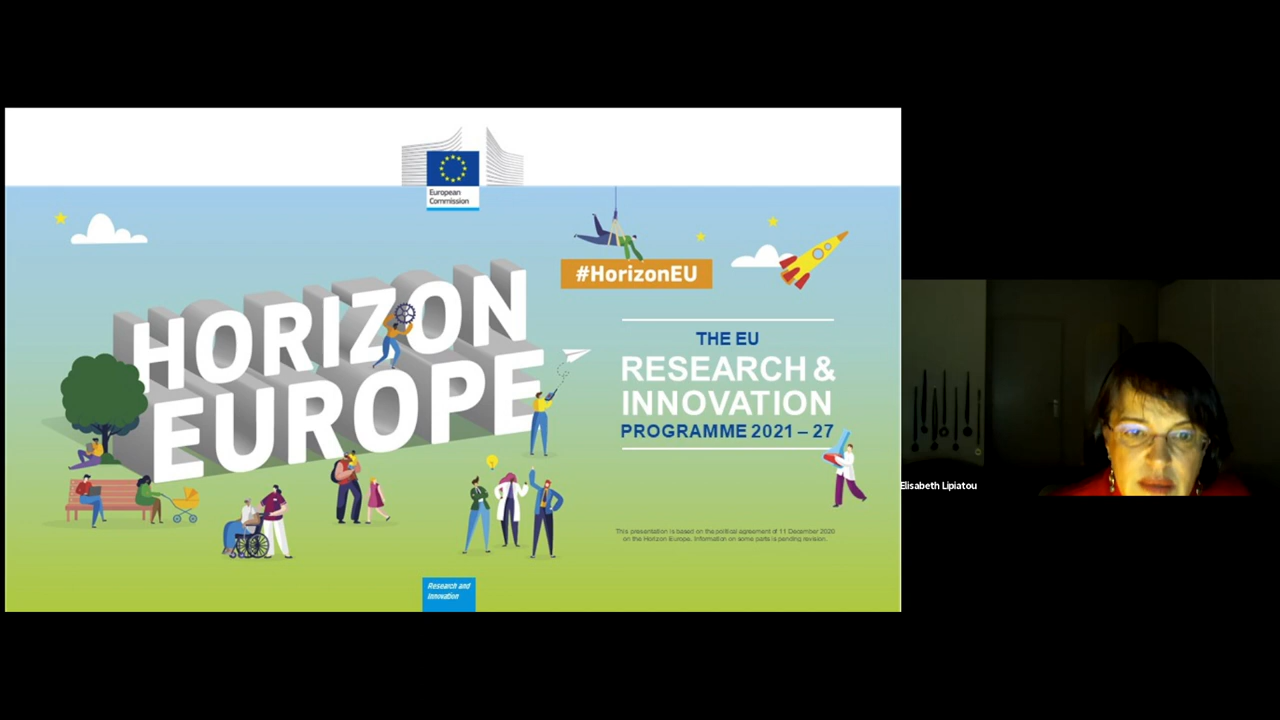 European
Commission
#HorizonEU
HORIZON
EUROPE
THE EU
RESEARCH &
INNOVATION
PROGRAMME 2021 – 27
This presentation is based on the political agreement of 11 December 2020
on the Horizon Europe. Information on some parts is pending revision.
Research and
Innovation
Elisabeth Lipiatou